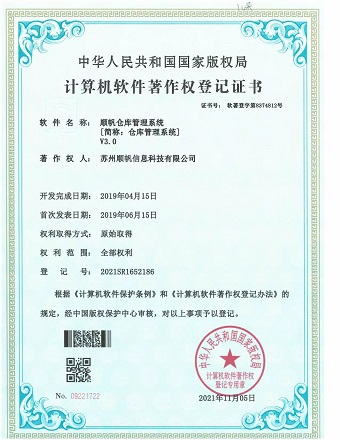 中华人民共和国国家版权局
计算机软件著作权登记证书
证书号： 软著登字第8374812号
软件名称： 顺帆仓库管理系统
[简称：仓库管理系统]
V3.0
著作权人： 苏州顺帆信息科技有限公司
开发完成日期： 2019年04月15日
首次发表日期： 2019年06月15日
权利取得方式： 原始取得
权利范围： 全部权利
登记号： 2021SR1652186
根据《计算机软件保护条例》和《计算机软件著作权登记办法》的
规定，经中国版权保护中心审核，对以上事项予以登记。
中华人民共和国国家版权局
计算机软件著作权
登记专用章
No. 09221722
2021年11月05日